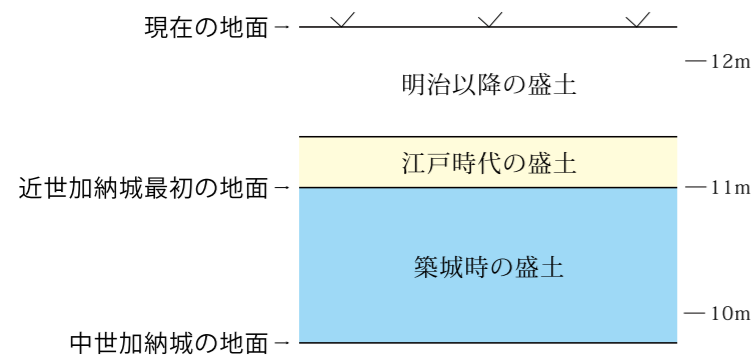 現在の地面
12m
明治以降の盛土
江戸時代の盛土
近世加納城最初の地面
11m
築城時の盛土
10m
中世加納城の地面